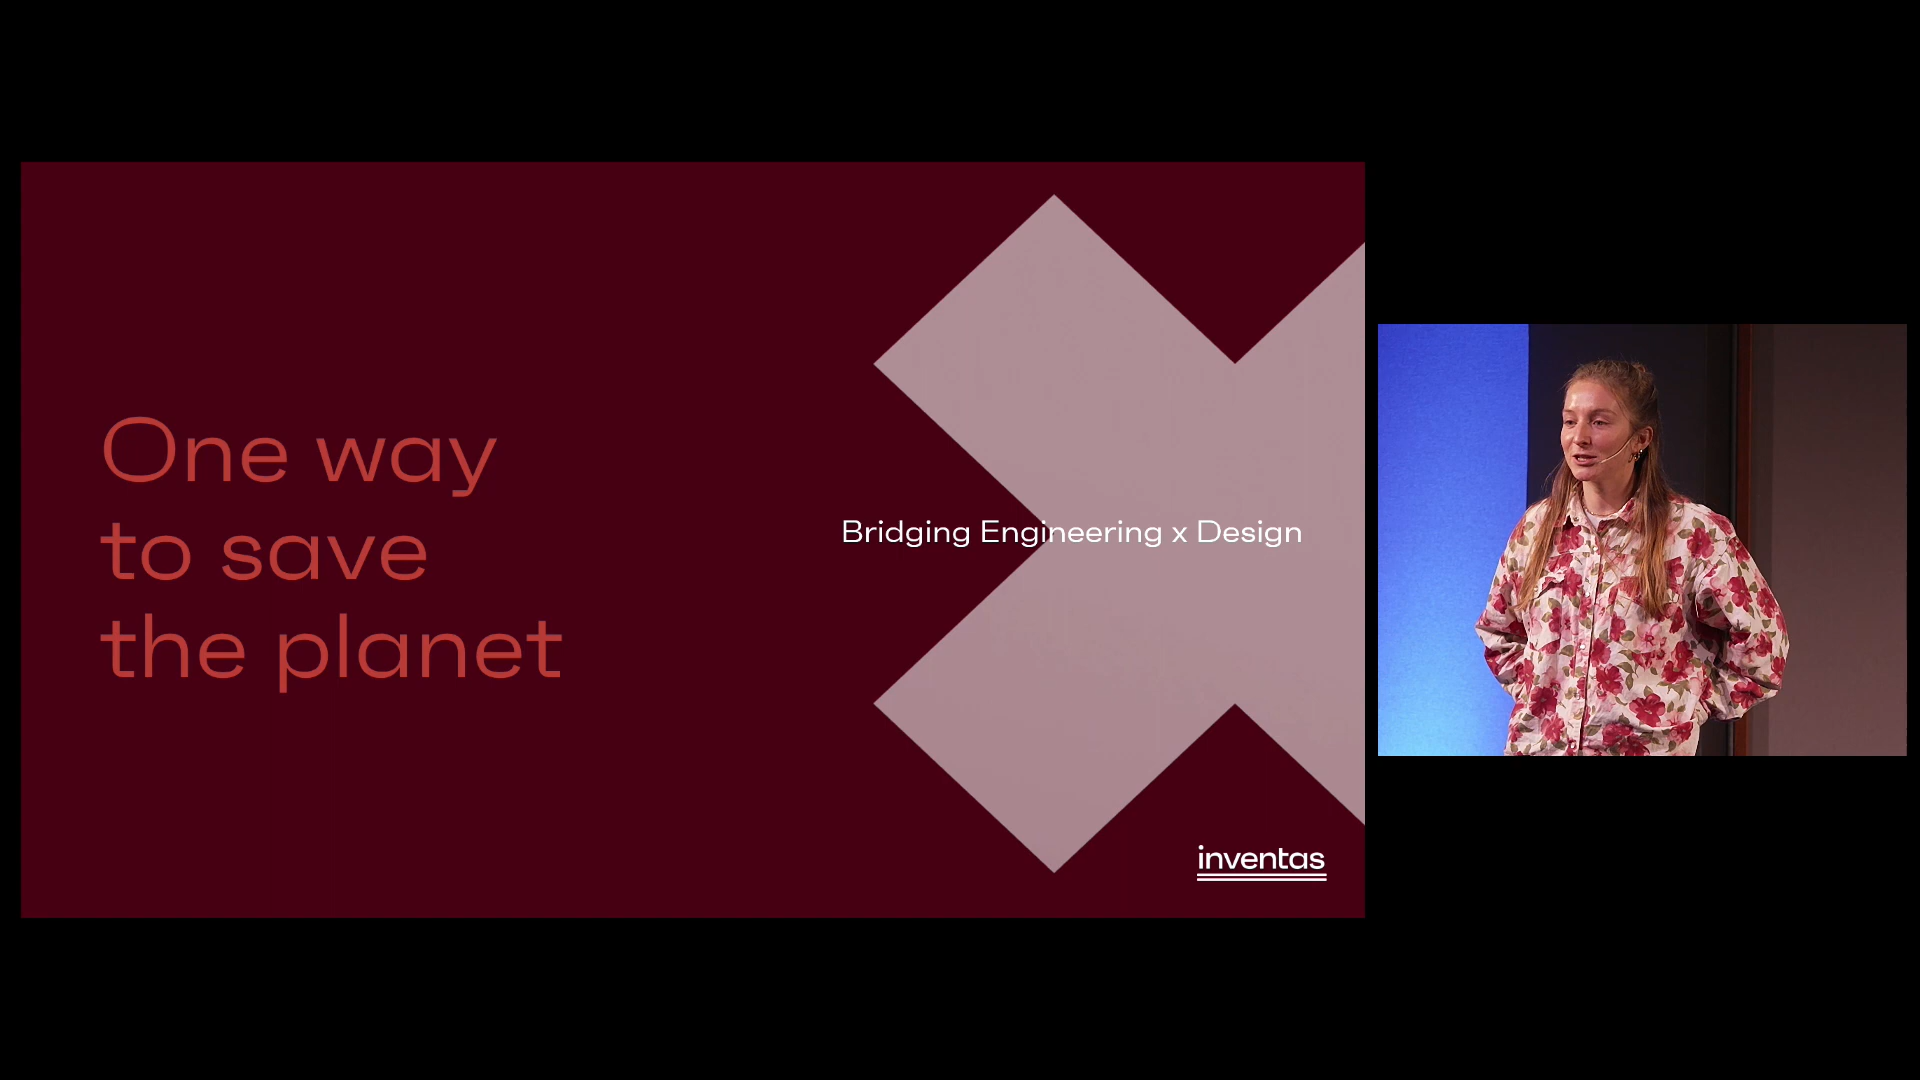 One way
to save
the planet
Bridging Engineering x Design
inventas